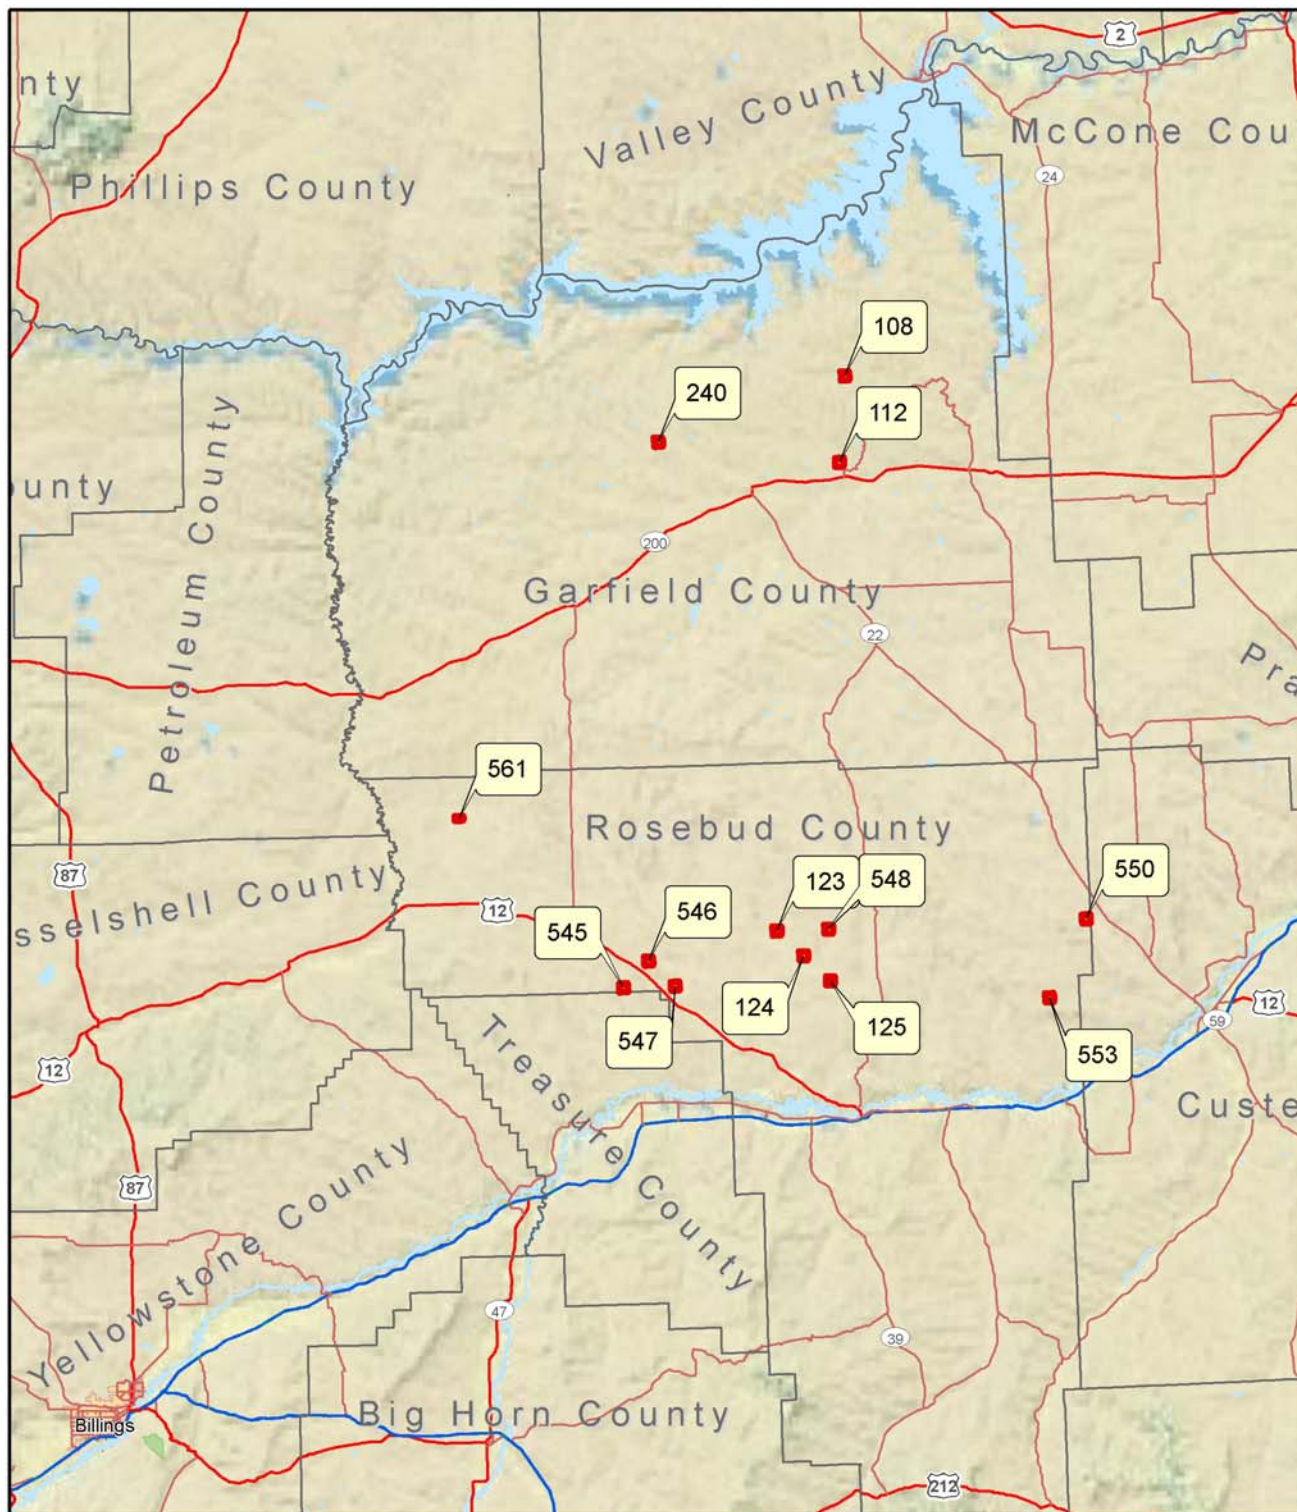 2
nty
Valley County
McCone Cou
Phillips County
24
108
240
112
ounty
Petroleum County
200
Garfield County
22
Pra
561
Rosebud County
87
sselshell County
12
123
548
550
545
546
124
125
547
553
12
59
12
Treasure County
Custe
87
Yellowstone County
47
39
Billings
Big Horn County
212